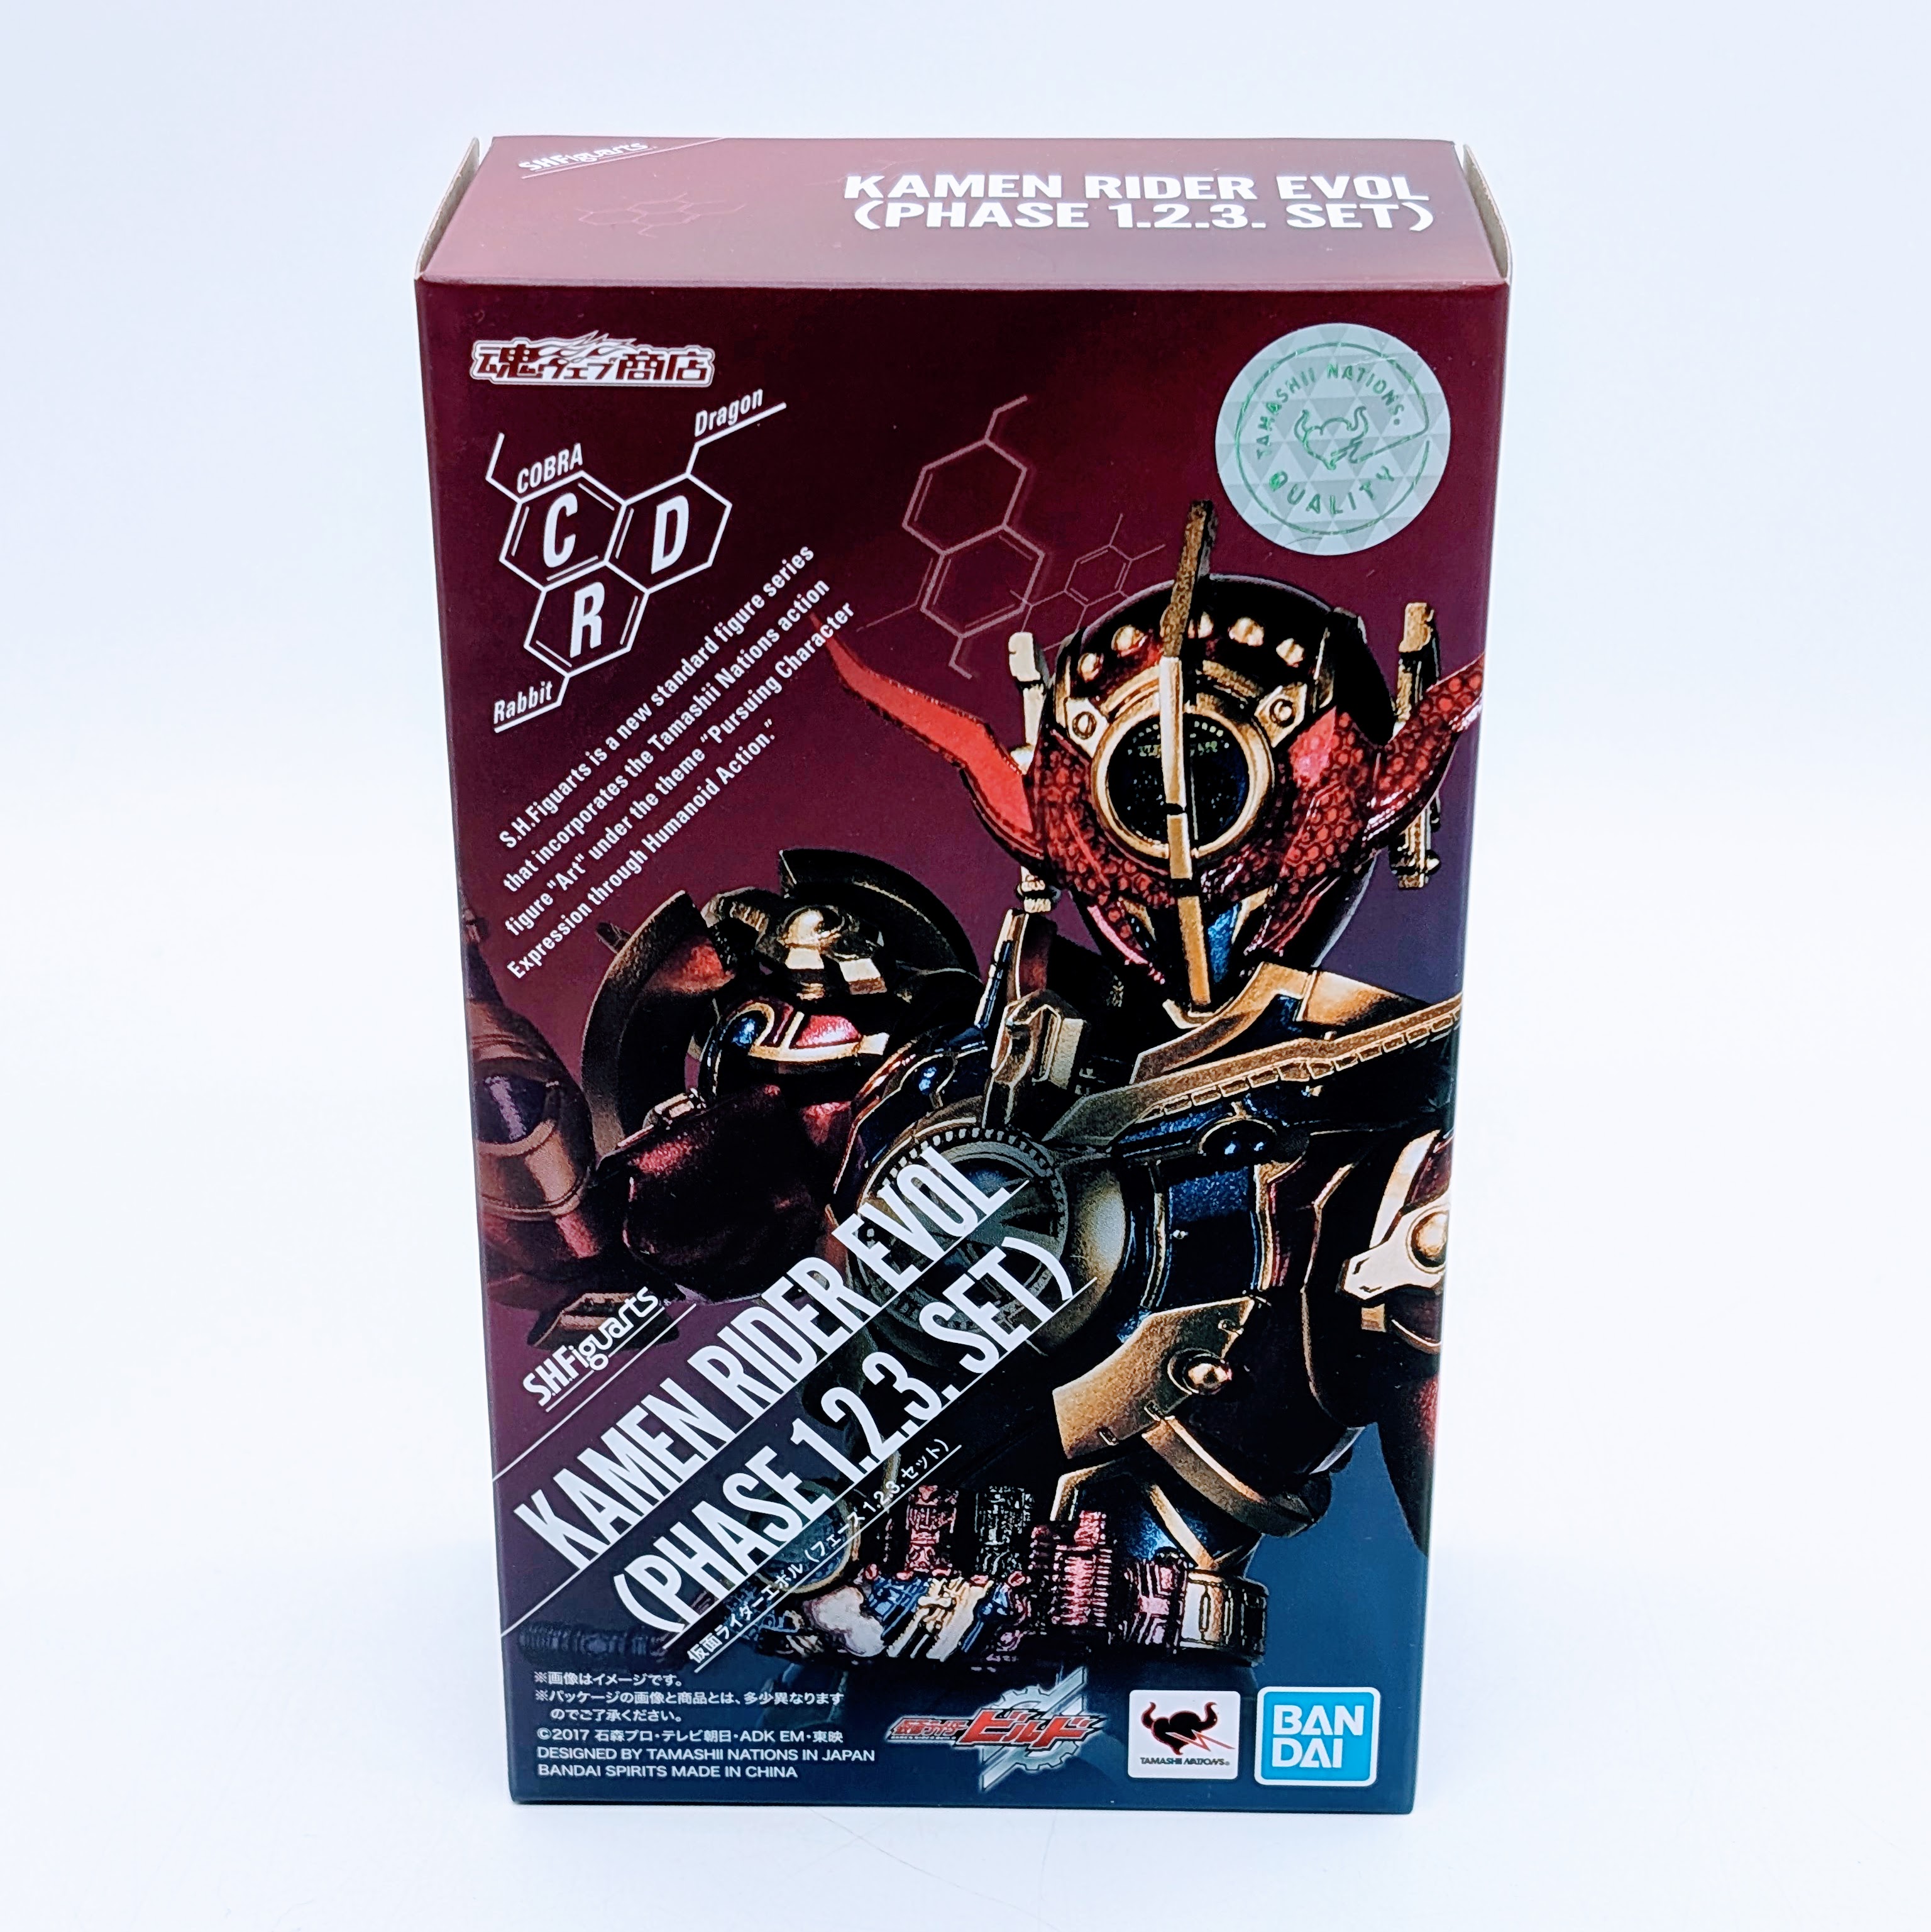 S.H.Figuarts
KAMEN RIDER EVOL
(PHASE 1.2.3. SET)
魂ウェブ商店
TAMASHII NATIONS
QUALITY
Dragon
COBRA
C
D
R
Rabbit
S.H.Figuarts is a new standard figure series
that incorporates the Tamashii Nations action
figure "Art" under the theme "Pursuing Character
Expression through Humanoid Action."
S.H.Figuarts
KAMEN RIDER EVOL
(PHASE 1.2.3. SET)
仮面ライダーエボル(フェーズ1.2.3.セット)
※画像はイメージです。
※パッケージの画像と商品とは、多少異なります
のでご了承ください。
©2017 石森プロ・テレビ朝日・ADK EM・東映
DESIGNED BY TAMASHII NATIONS IN JAPAN
BANDAI SPIRITS MADE IN CHINA
仮面ライダービルド
TAMASHII NATIONS
BAN
DAI